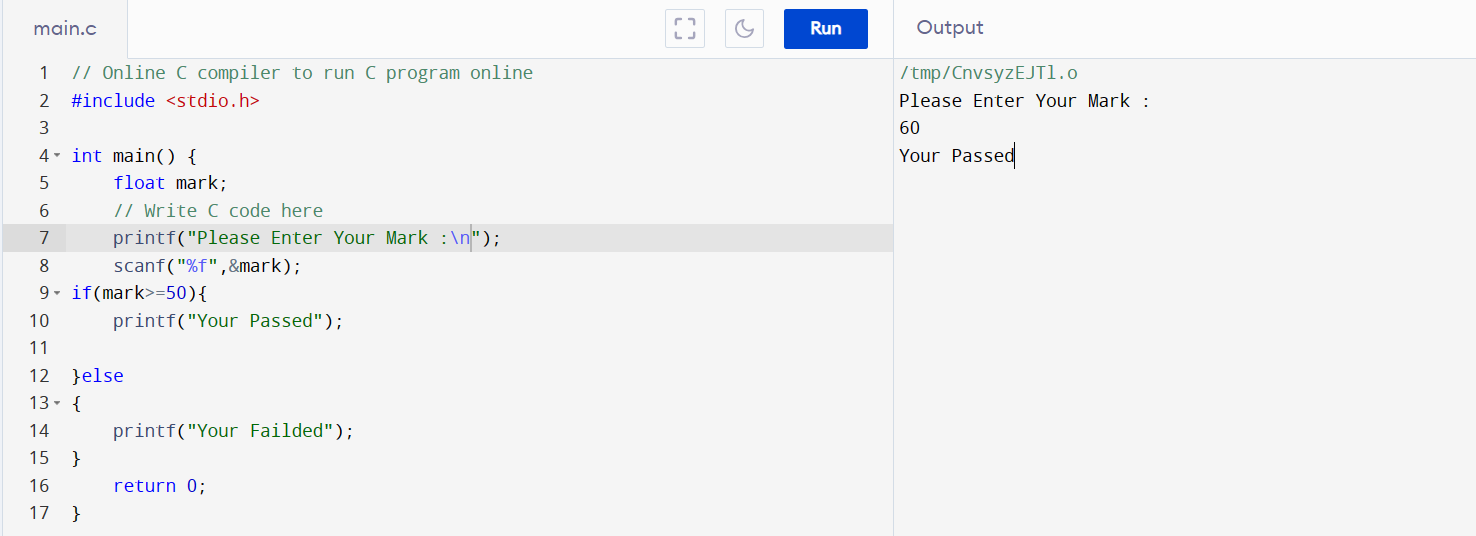 main.c
Run
Output
1 // Online C compiler to run C program online
2 #include <stdio.h>
3
4 int main() {
5     float mark;
6     // Write C code here
7     printf("Please Enter Your Mark :\n");
8     scanf("%f",&mark);
9 if(mark>=50){
10     printf("Your Passed");
11
12 }else
13 {
14     printf("Your Failded");
15 }
16     return 0;
17 }
/tmp/CnvsyzEJTl.o
Please Enter Your Mark :
60
Your Passed